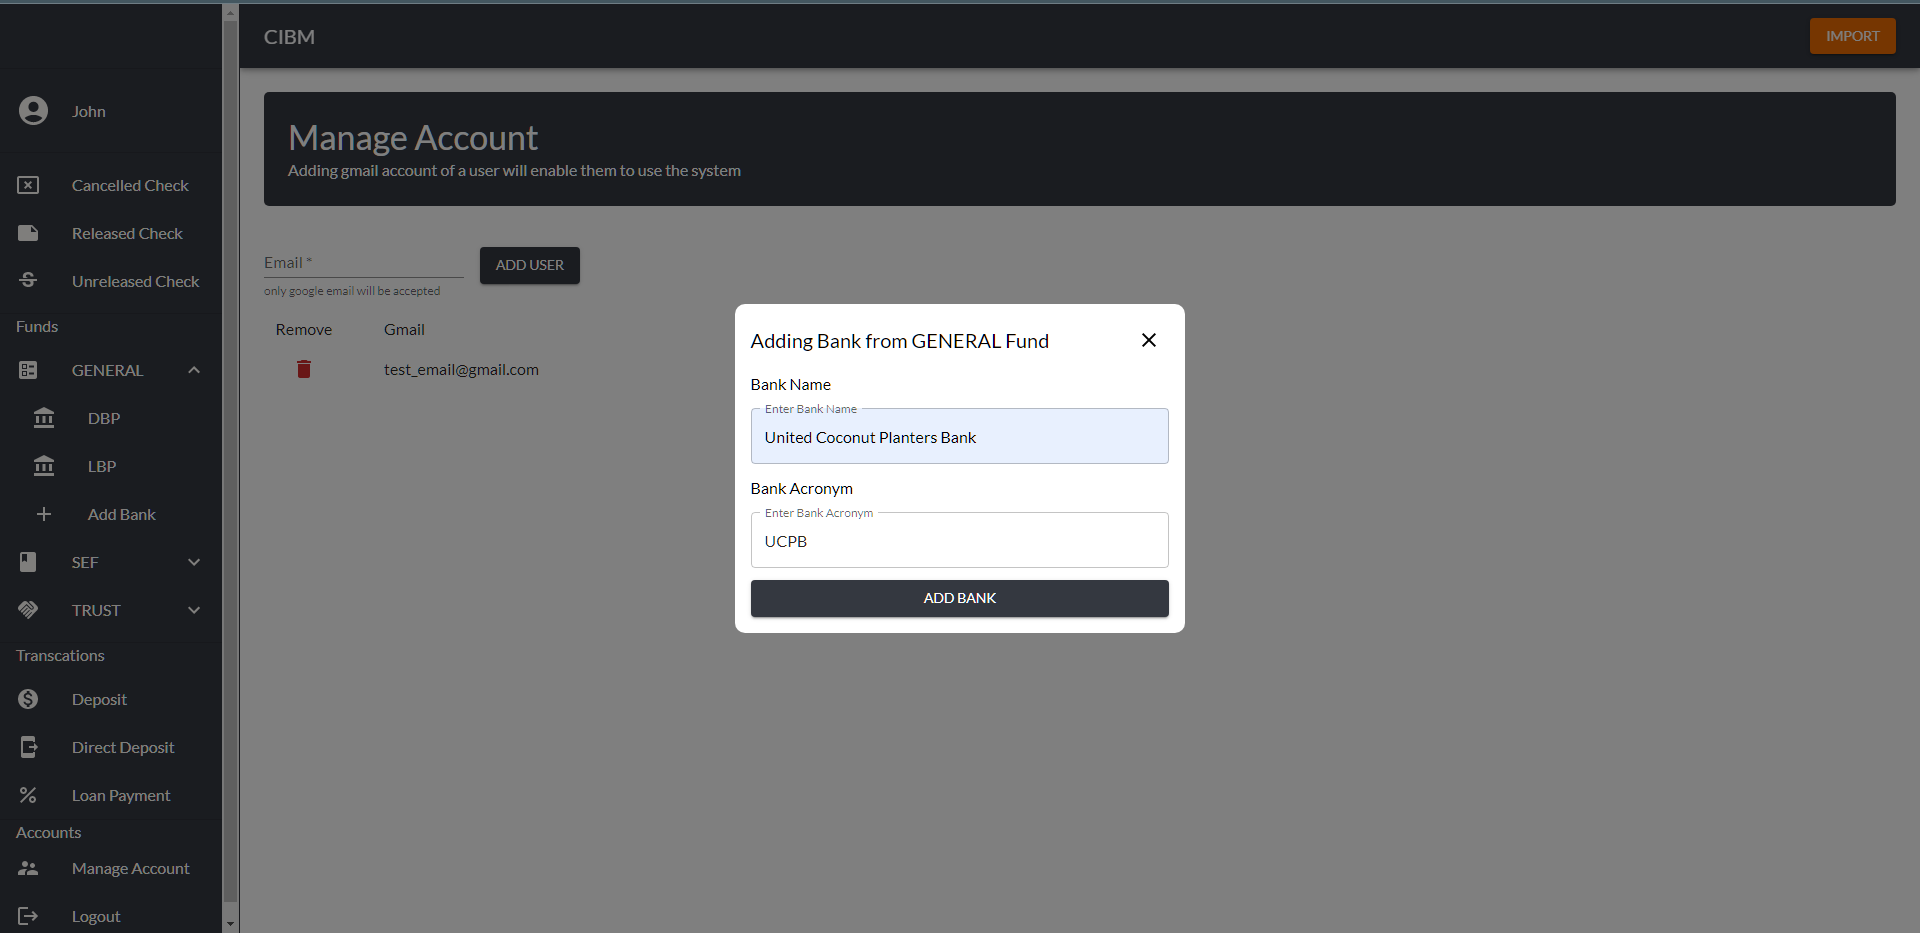 CIBM
IMPORT
John
Cancelled Check
Released Check
Unreleased Check
Funds
GENERAL
DBP
LBP
Add Bank
SEF
TRUST
Transcations
Deposit
Direct Deposit
Loan Payment
Accounts
Manage Account
Logout
Manage Account
Adding gmail account of a user will enable them to use the system
Email *
ADD USER
only google email will be accepted
Remove Gmail
test_email@gmail.com
Adding Bank from GENERAL Fund
Bank Name
Enter Bank Name
United Coconut Planters Bank
Bank Acronym
Enter Bank Acronym
UCPB
ADD BANK